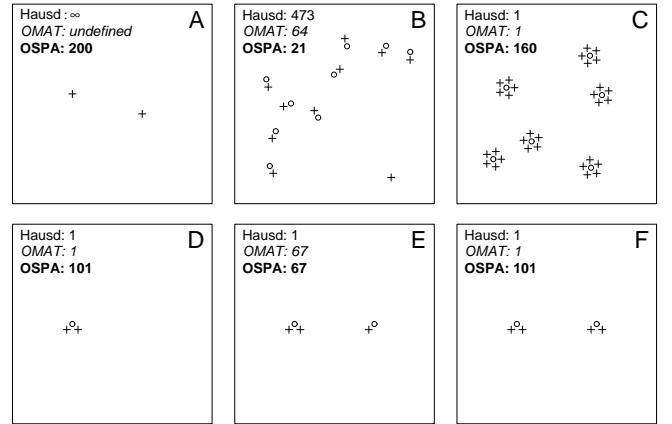 Hausd : ∞
OMAT: undefined
OSPA: 200
A
Hausd: 473
OMAT: 64
OSPA: 21
B
Hausd: 1
OMAT: 1
OSPA: 160
C
Hausd: 1
OMAT: 1
OSPA: 101
D
Hausd: 1
OMAT: 67
OSPA: 67
E
Hausd: 1
OMAT: 1
OSPA: 101
F